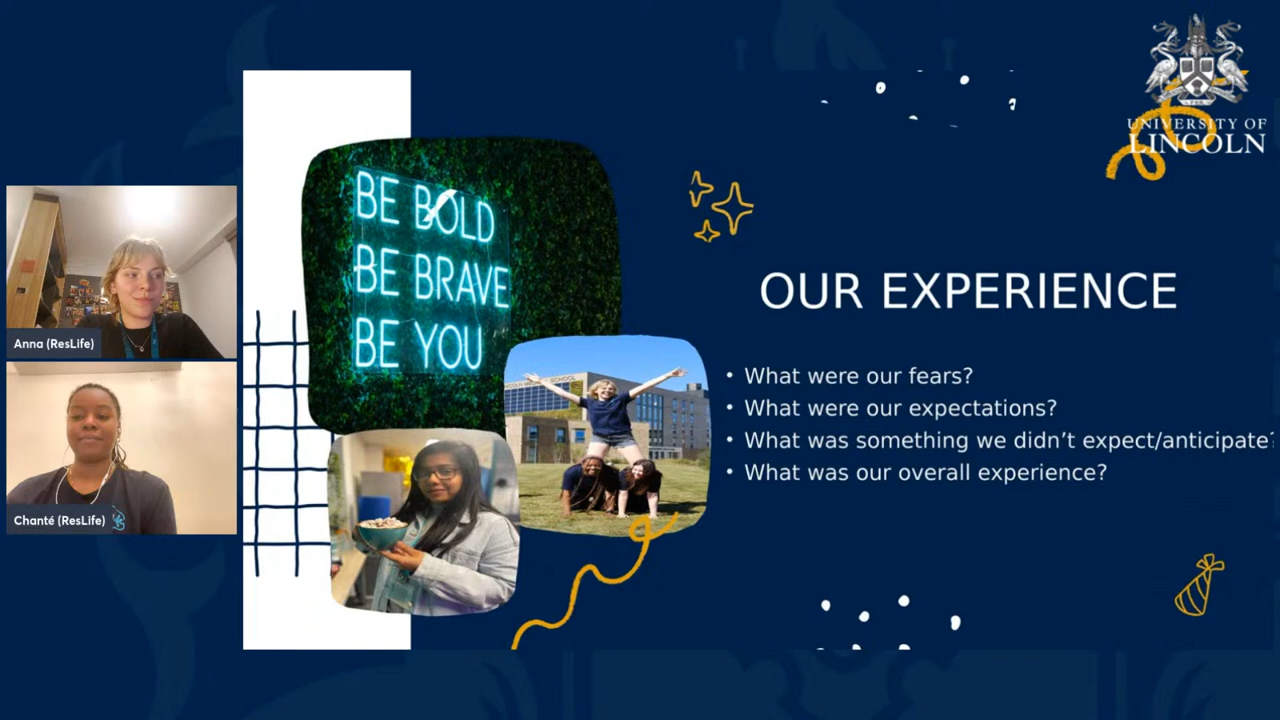 UNIVERSITY OF
LINCOLN
BE BOLD
BE BRAVE
BE YOU
OUR EXPERIENCE
• What were our fears?
• What were our expectations?
• What was something we didn’t expect/anticipate?
• What was our overall experience?
Anna (ResLife)
Chanté (ResLife)